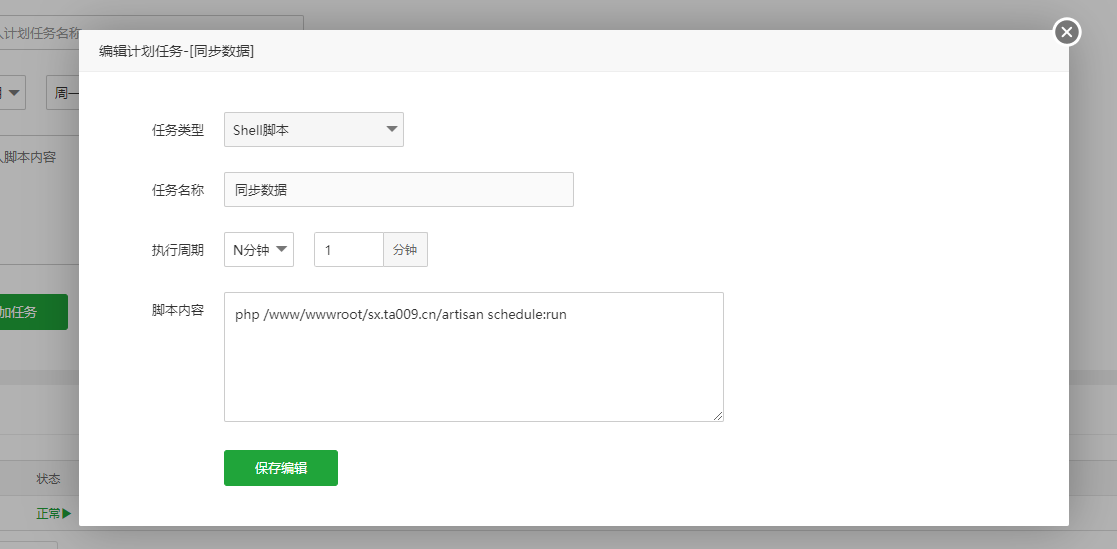 人计划任务名称
编辑计划任务-[同步数据]
周一
任务类型
Shell脚本
任务名称
同步数据
人脚本内容
执行周期
N分钟
1
分钟
脚本内容
php /www/wwwroot/sx.ta009.cn/artisan schedule:run
加任务
保存编辑
状态
正常